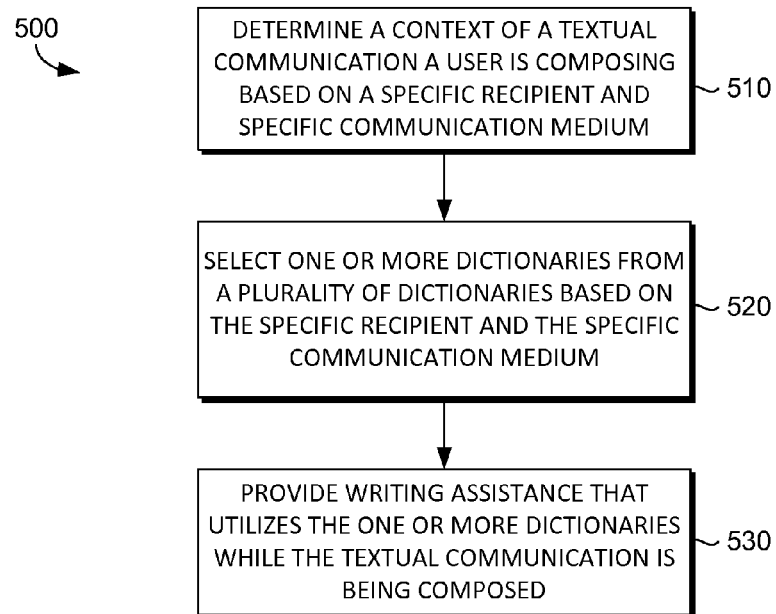 500
DETERMINE A CONTEXT OF A TEXTUAL
COMMUNICATION A USER IS COMPOSING
BASED ON A SPECIFIC RECIPIENT AND
SPECIFIC COMMUNICATION MEDIUM
510
SELECT ONE OR MORE DICTIONARIES FROM
A PLURALITY OF DICTIONARIES BASED ON
THE SPECIFIC RECIPIENT AND THE SPECIFIC
COMMUNICATION MEDIUM
520
PROVIDE WRITING ASSISTANCE THAT
UTILIZES THE ONE OR MORE DICTIONARIES
WHILE THE TEXTUAL COMMUNICATION IS
BEING COMPOSED
530